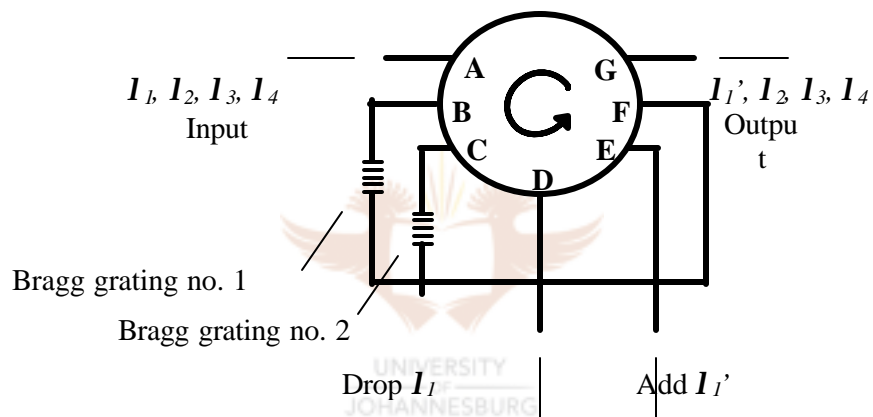 A
G
l1, l2, l3, l4
Input
B
F
l1’, l2, l3, l4
Outpu
t
C
E
D
Bragg grating no. 1
Bragg grating no. 2
UNIVERSITY
OF
JOHANNESBURG
Drop l1
Add l1’